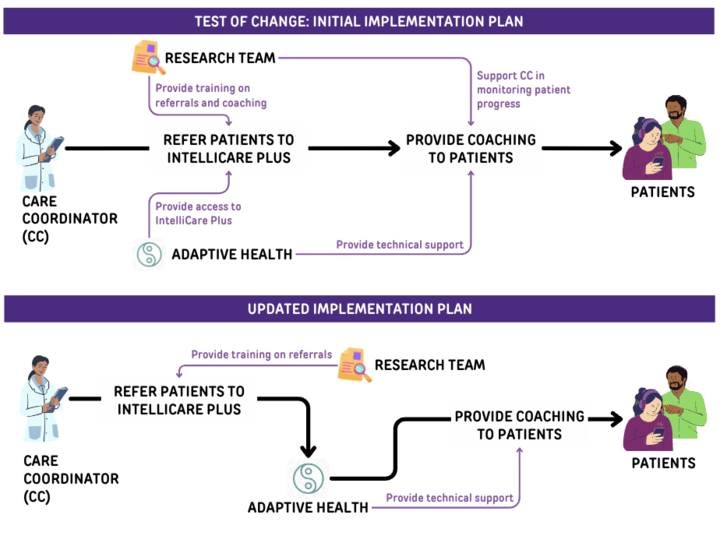 TEST OF CHANGE: INITIAL IMPLEMENTATION PLAN
RESEARCH TEAM
Provide training on
referrals and coaching
Support CC in
monitoring patient
progress
REFER PATIENTS TO
INTELLICARE PLUS
PROVIDE COACHING
TO PATIENTS
PATIENTS
CARE
COORDINATOR
(CC)
Provide access to
IntelliCare Plus
ADAPTIVE HEALTH
Provide technical support
UPDATED IMPLEMENTATION PLAN
Provide training on referrals
RESEARCH TEAM
REFER PATIENTS TO
INTELLICARE PLUS
PROVIDE COACHING
TO PATIENTS
PATIENTS
CARE
COORDINATOR
(CC)
ADAPTIVE HEALTH
Provide technical support